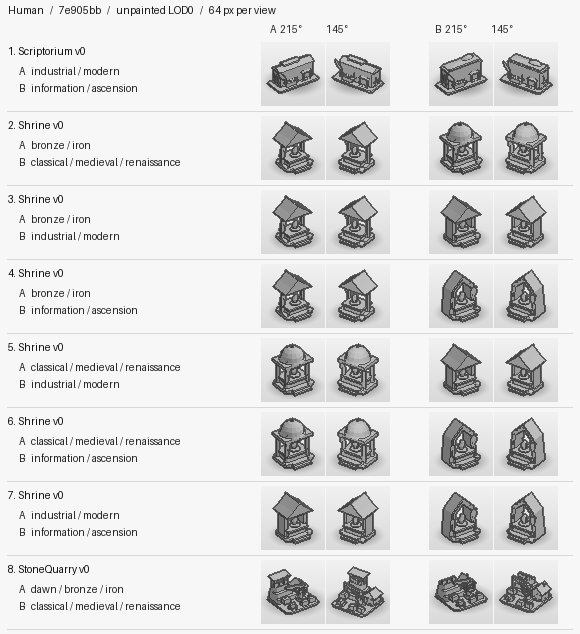 Human / 7e905bb / unpainted LOD0 / 64 px per view
A 215° 145° B 215° 145°
1. Scriptorium v0
A industrial / modern
B information / ascension
2. Shrine v0
A bronze / iron
B classical / medieval / renaissance
3. Shrine v0
A bronze / iron
B industrial / modern
4. Shrine v0
A bronze / iron
B information / ascension
5. Shrine v0
A classical / medieval / renaissance
B industrial / modern
6. Shrine v0
A classical / medieval / renaissance
B information / ascension
7. Shrine v0
A industrial / modern
B information / ascension
8. StoneQuarry v0
A dawn / bronze / iron
B classical / medieval / renaissance